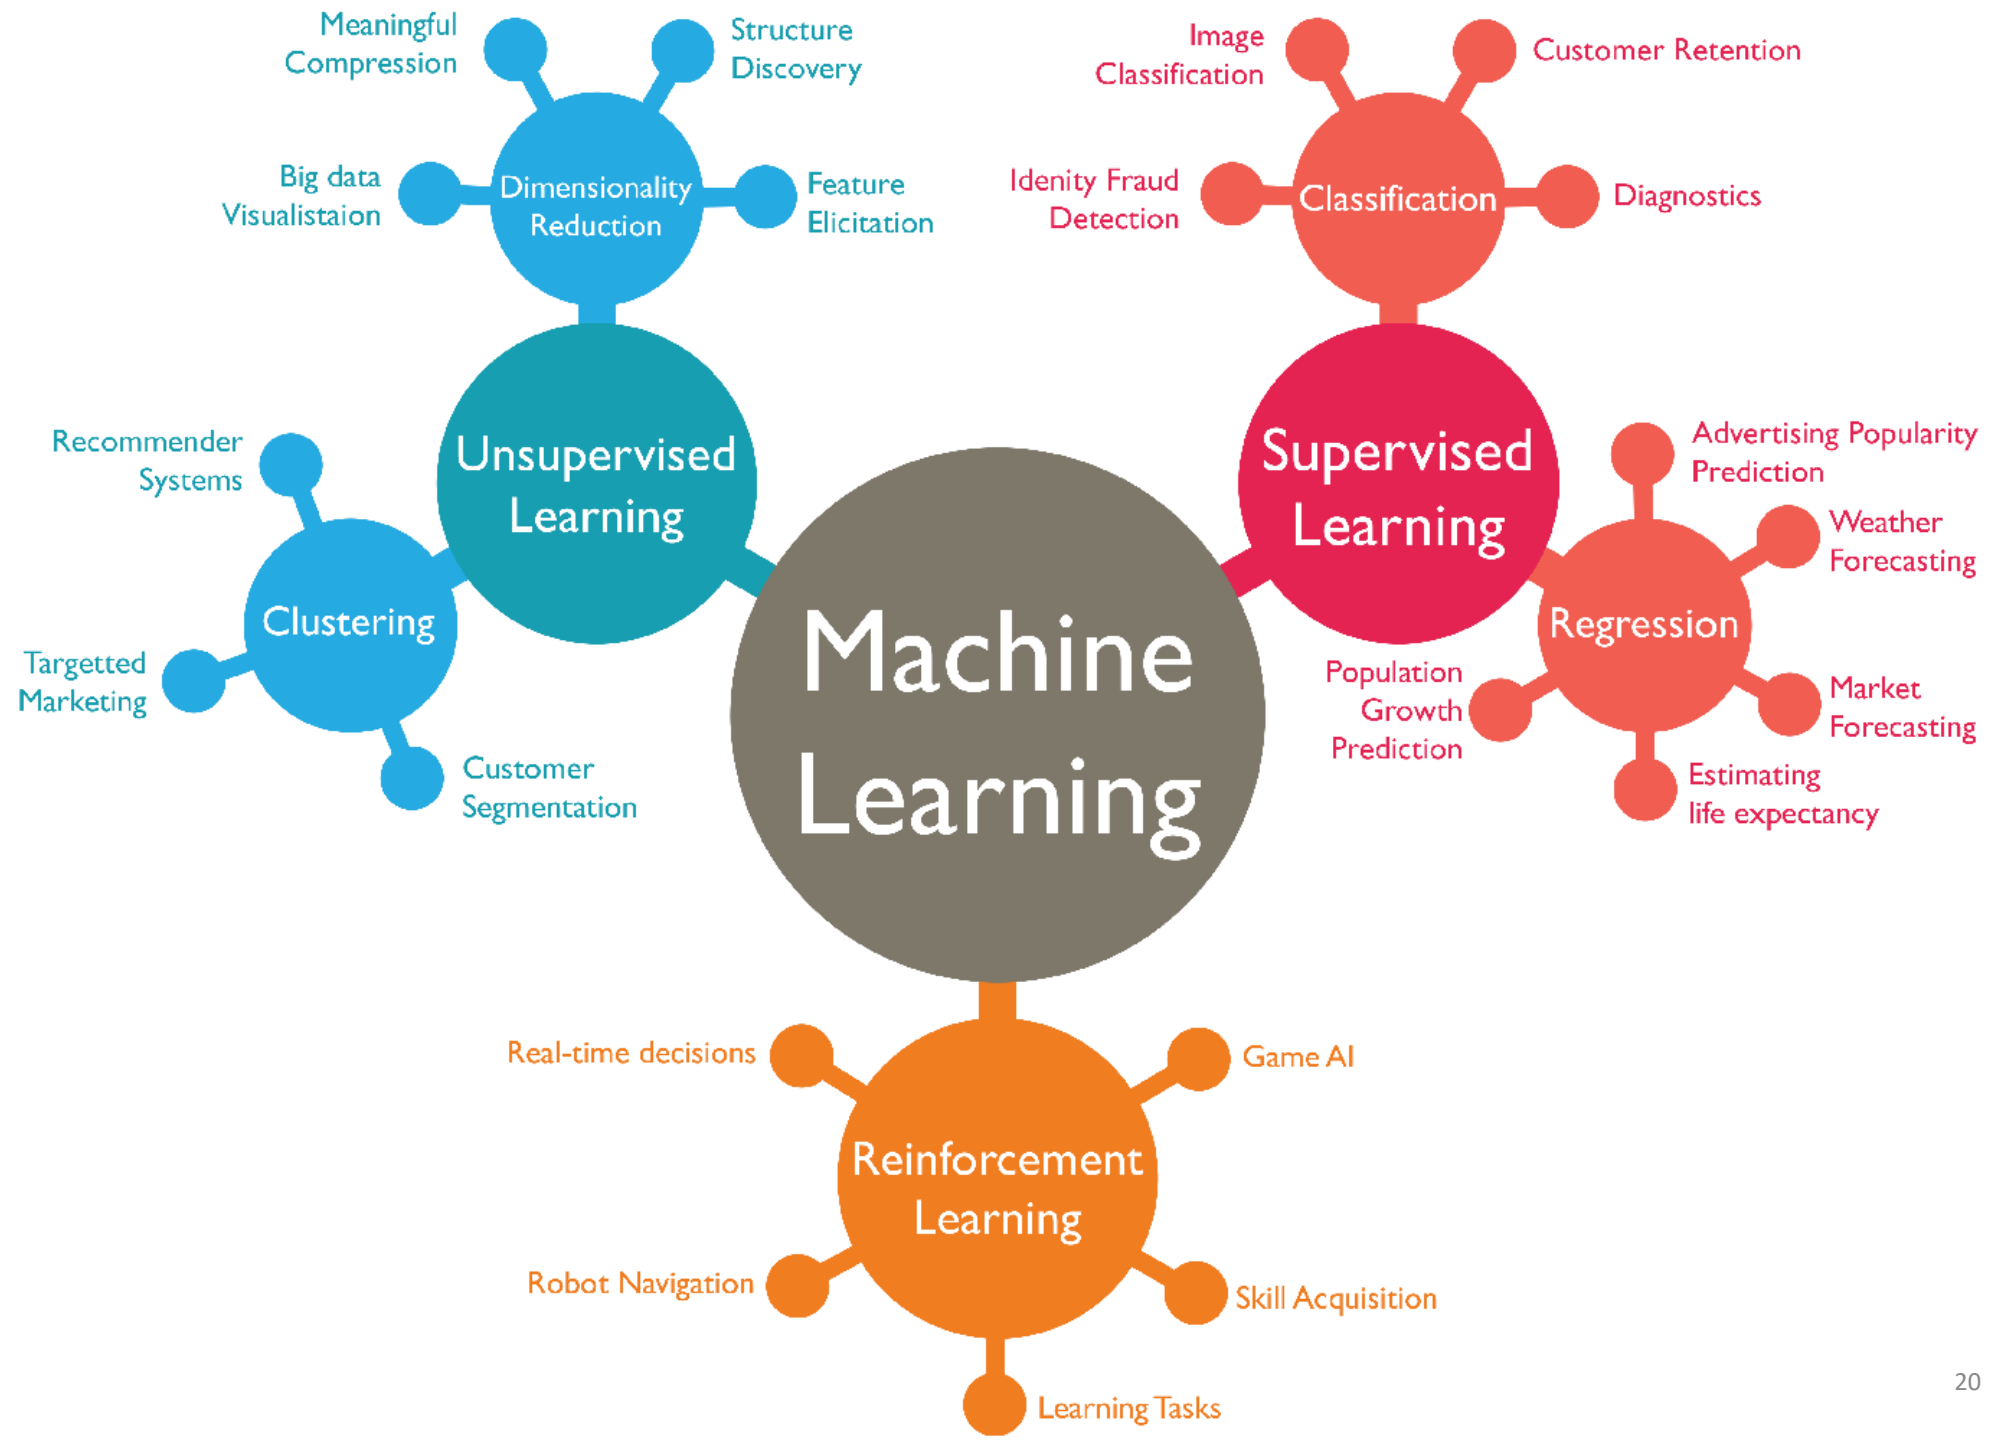 Meaningful
Compression
Structure
Discovery
Big data
Visualistaion
Dimensionality
Reduction
Feature
Elicitation
Image
Classification
Customer Retention
Idenity Fraud
Detection
Classification
Diagnostics
Unsupervised
Learning
Recommender
Systems
Clustering
Targetted
Marketing
Customer
Segmentation
Supervised
Learning
Advertising Popularity
Prediction
Weather
Forecasting
Regression
Population
Growth
Prediction
Market
Forecasting
Estimating
life expectancy
Machine
Learning
Real-time decisions
Game AI
Reinforcement
Learning
Robot Navigation
Skill Acquisition
Learning Tasks
20